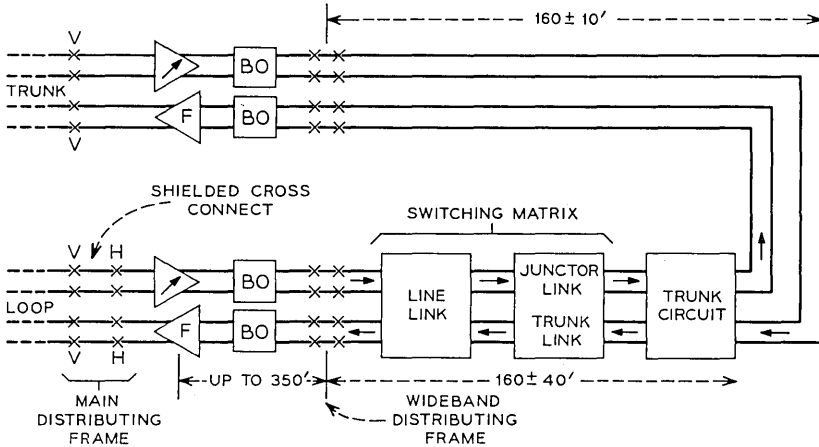 160 ± 10'
V
BO
TRUNK
F
BO
V
SHIELDED CROSS
CONNECT
SWITCHING MATRIX
V
H
BO
LOOP
F
BO
V
H
LINE
LINK
JUNCTOR
LINK
TRUNK
LINK
TRUNK
CIRCUIT
UP TO 350'
160 ± 40'
MAIN
DISTRIBUTING
FRAME
WIDEBAND
DISTRIBUTING
FRAME